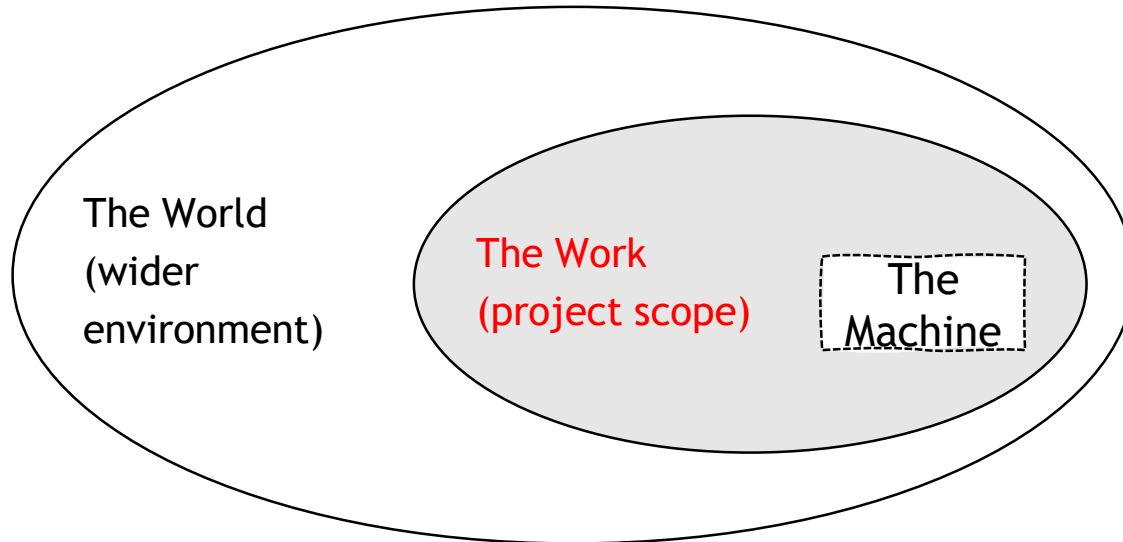 The World
(wider
environment)
The Work
(project scope)
The
Machine